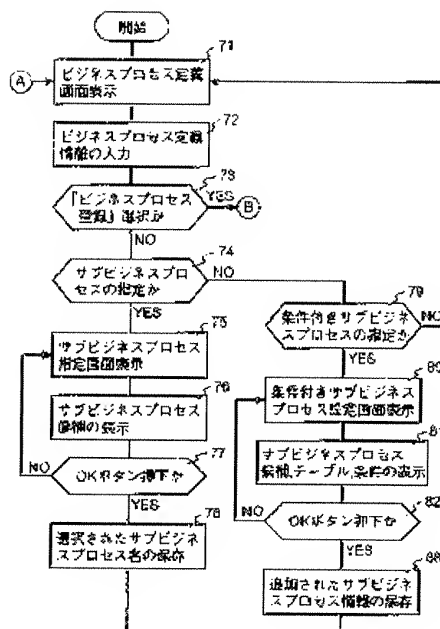 開始
71
A
ビジネスプロセス定義
画面表示
72
ビジネスプロセス定義
情報の入力
73
「ビジネスプロセス
登録」選択か
YES
B
NO
74
サブビジネスプロ
セスの指定か
NO
YES
75
サブビジネスプロセス
指定画面表示
76
サブビジネスプロセス
候補の表示
77
OKボタン押下か
NO
YES
78
選択されたサブビジネ
スプロセス名の保存
79
条件付きサブビジネ
スプロセスの指定か
NO
YES
80
条件付きサブビジネス
プロセス設定画面表示
81
サブビジネスプロセス
候補,テーブル,条件の表示
82
OKボタン押下か
NO
YES
83
追加されたサブビジネ
スプロセス情報の保存